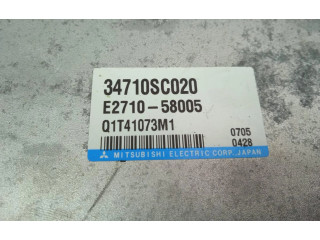 34710SC020
E2710-58005
Q1T41073M1
0705
0428
MITSUBISHI ELECTRIC CORP. JAPAN